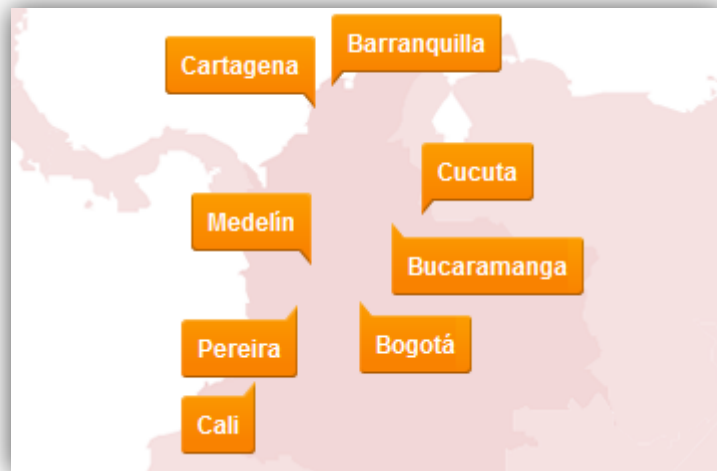 Barranquilla
Cartagena
Cucuta
Medelín
Bucaramanga
Pereira
Bogotá
Cali